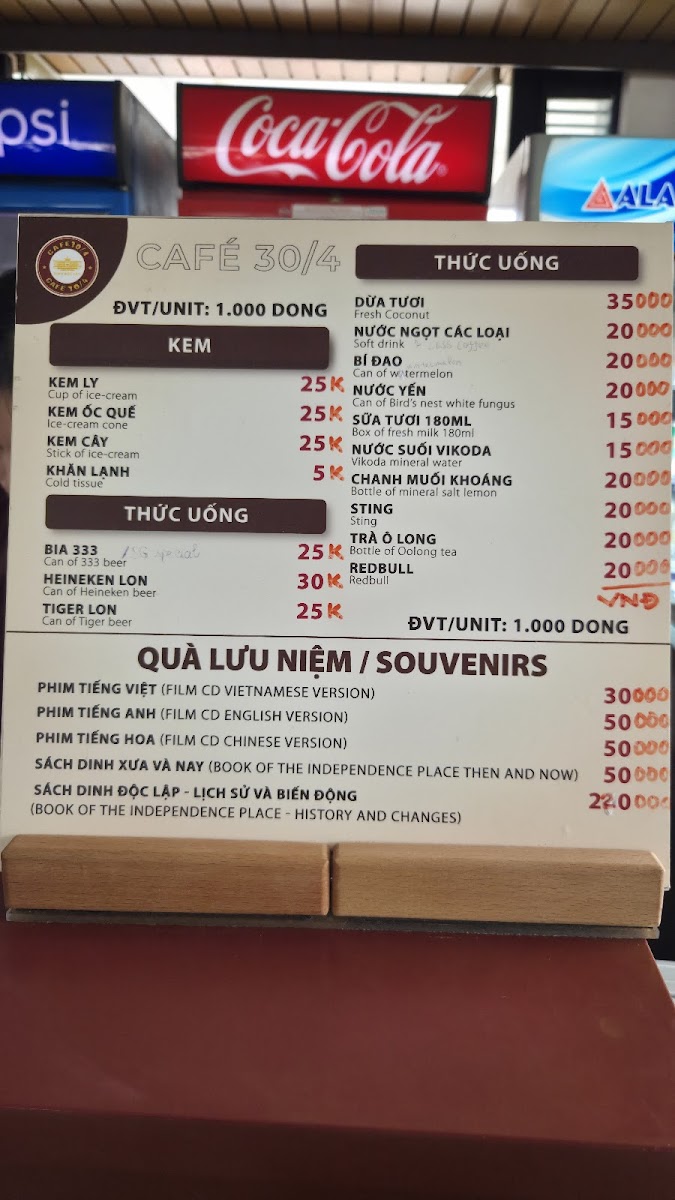 psi
Coca-Cola
ALA
CAFÉ 30/4
CAFÉ 30/4
CAFÉ 30/4
ĐVT/UNIT: 1.000 DONG
KEM
KEM LY 25K
Cup of ice-cream
KEM ỐC QUẾ 25K
Ice-cream cone
KEM CÂY 25K
Stick of ice-cream
KHĂN LẠNH 5K
Cold tissue
THỨC UỐNG
BIA 333 /SG special 25K
Can of 333 beer
HEINEKEN LON 30K
Can of Heineken beer
TIGER LON 25K
Can of Tiger beer
THỨC UỐNG
DỪA TƯƠI 35000
Fresh Coconut
NƯỚC NGỌT CÁC LOẠI 20000
Soft drink
BÍ ĐAO 20000
Can of w termelon
NƯỚC YẾN 20000
Can of Bird's nest white fungus
SỮA TƯƠI 180ML 15000
Box of fresh milk 180ml
NƯỚC SUỐI VIKODA 15000
Vikoda mineral water
CHANH MUỐI KHOÁNG 20000
Bottle of mineral salt lemon
STING 20000
Sting
TRÀ Ô LONG 20000
Bottle of Oolong tea
REDBULL 20000
Redbull
VNĐ
ĐVT/UNIT: 1.000 DONG
QUÀ LƯU NIỆM / SOUVENIRS
PHIM TIẾNG VIỆT (FILM CD VIETNAMESE VERSION) 30000
PHIM TIẾNG ANH (FILM CD ENGLISH VERSION) 50000
PHIM TIẾNG HOA (FILM CD CHINESE VERSION) 50000
SÁCH DINH XƯA VÀ NAY (BOOK OF THE INDEPENDENCE PLACE THEN AND NOW) 50000
SÁCH DINH ĐỘC LẬP - LỊCH SỬ VÀ BIẾN ĐỘNG 220000
(BOOK OF THE INDEPENDENCE PLACE - HISTORY AND CHANGES)